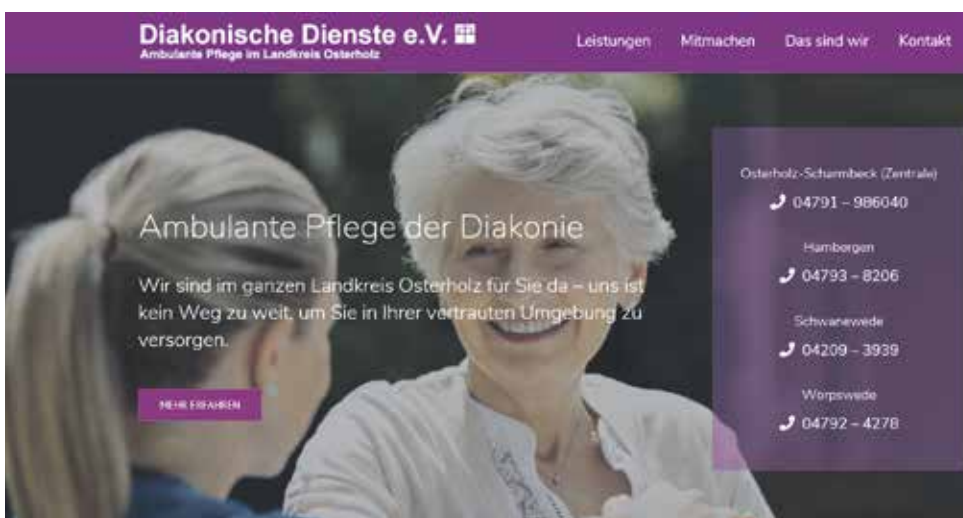 Diakonische Dienste e.V.
Ambulante Pflege im Landkreis Osterholz
Leistungen Mitmachen Das sind wir Kontakt
Ambulante Pflege der Diakonie
Wir sind im ganzen Landkreis Osterholz für Sie da – uns ist
kein Weg zu weit, um Sie in Ihrer vertrauten Umgebung zu
versorgen.
MEHR ERFAHREN
Osterholz-Scharmbeck (Zentrale)
04791 – 986040
Hambergen
04793 – 8206
Schwanewede
04209 – 3939
Worpswede
04792 – 4278